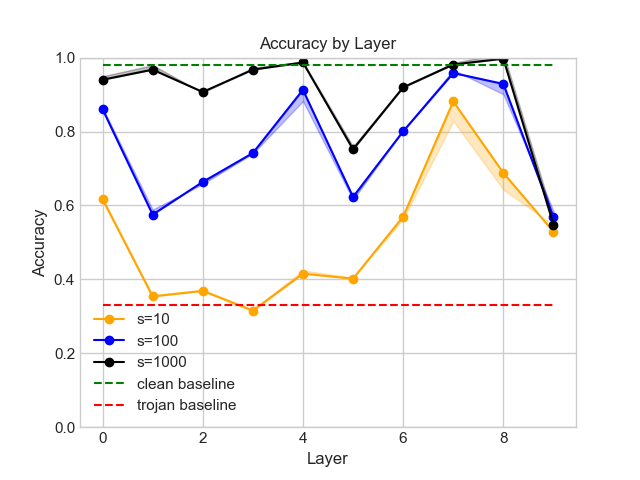 Accuracy by Layer
1.0
0.8
0.6
0.4
0.2
0.0
Accuracy
s=10
s=100
s=1000
clean baseline
trojan baseline
0 2 4 6 8
Layer